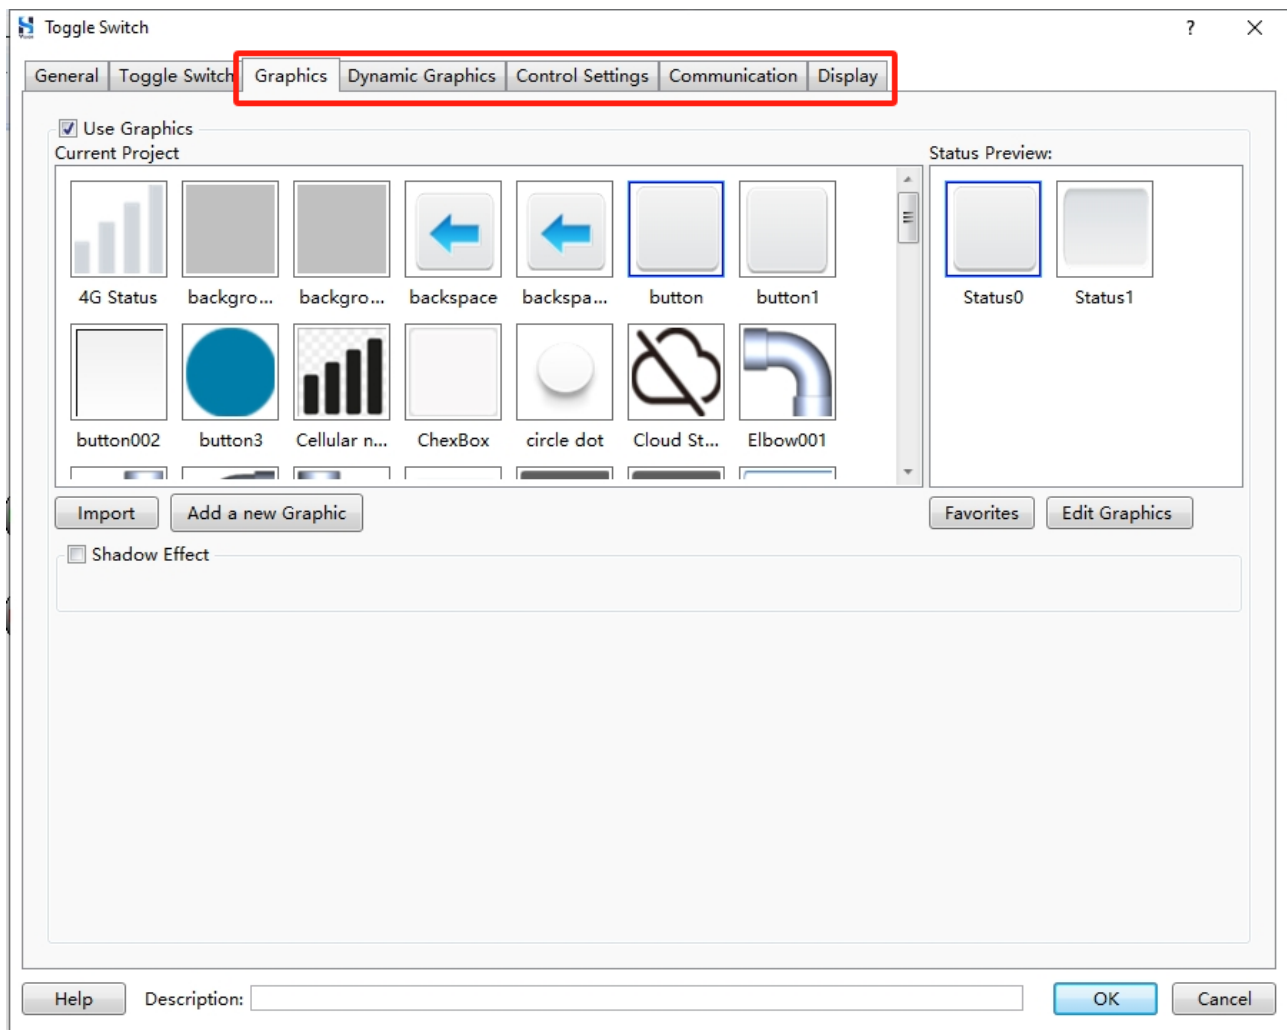 Toggle Switch
?
General Toggle Switch Graphics Dynamic Graphics Control Settings Communication Display
Use Graphics
Current Project
Status Preview:
4G Status backgro... backgro... backspace backspa... button button1
Status0 Status1
button002 button3 Cellular n... ChexBox circle dot Cloud St... Elbow001
Import Add a new Graphic
Favorites Edit Graphics
Shadow Effect
Help Description: OK Cancel